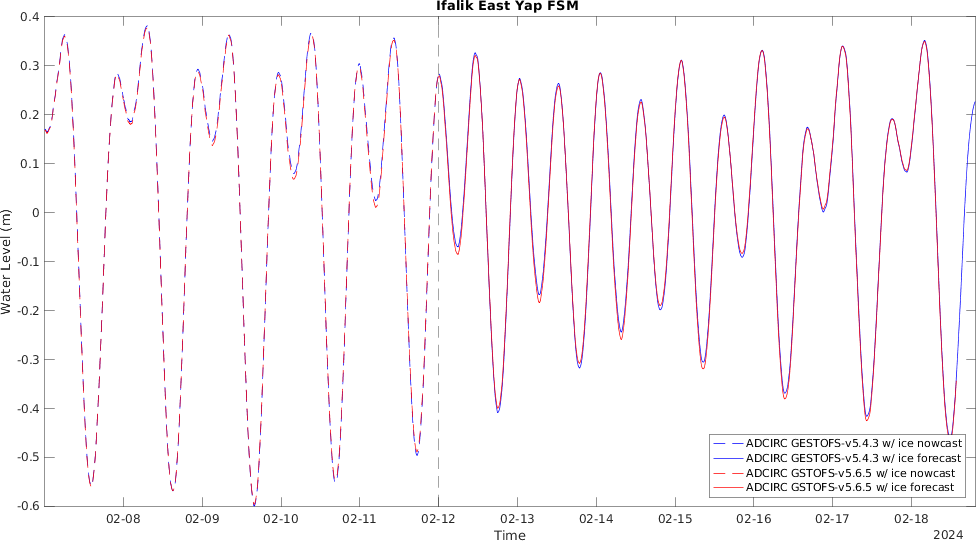 Ifalik East Yap FSM
0.4
0.3
0.2
0.1
0
-0.1
-0.2
-0.3
-0.4
-0.5
-0.6
Water Level (m)
ADCIRC GESTOFS-v5.4.3 w/ ice nowcast
ADCIRC GESTOFS-v5.4.3 w/ ice forecast
ADCIRC GSTOFS-v5.6.5 w/ ice nowcast
ADCIRC GSTOFS-v5.6.5 w/ ice forecast
02-08 02-09 02-10 02-11 02-12 02-13 02-14 02-15 02-16 02-17 02-18
Time
2024